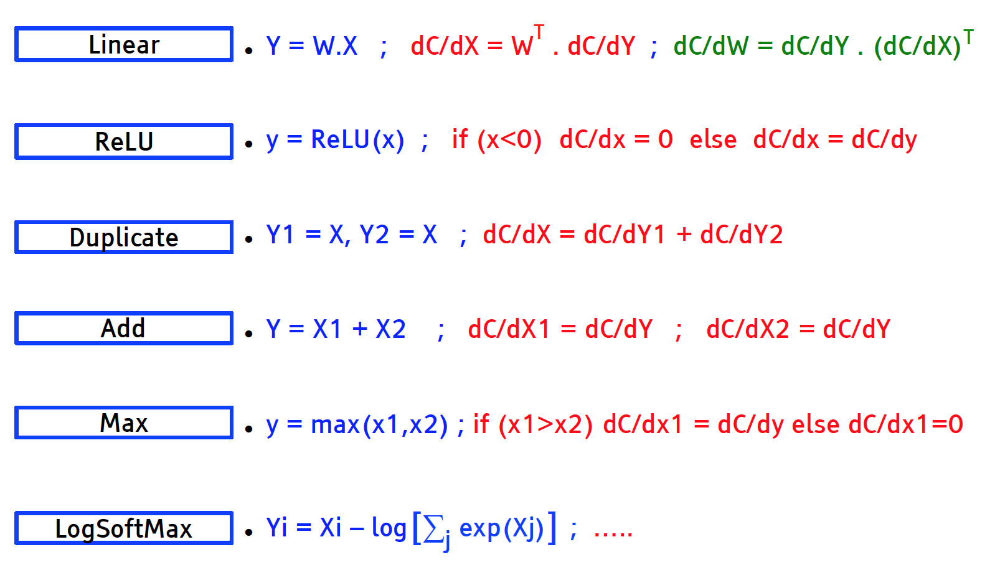 Linear • Y = W.X ; dC/dX = W^T . dC/dY ; dC/dW = dC/dY . (dC/dX)^T
ReLU • y = ReLU(x) ; if (x<0) dC/dx = 0 else dC/dx = dC/dy
Duplicate • Y1 = X, Y2 = X ; dC/dX = dC/dY1 + dC/dY2
Add • Y = X1 + X2 ; dC/dX1 = dC/dY ; dC/dX2 = dC/dY
Max • y = max(x1,x2) ; if (x1>x2) dC/dx1 = dC/dy else dC/dx1=0
LogSoftMax • Yi = Xi – log[∑j exp(Xj)] ; .....